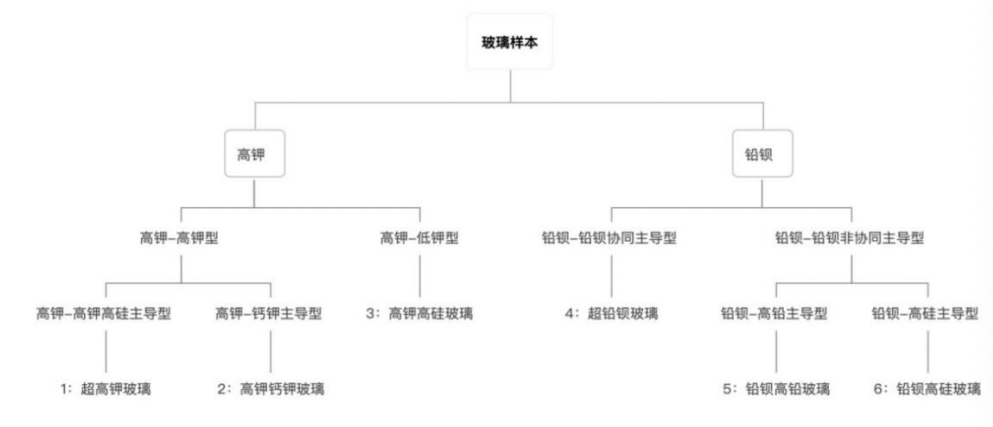 玻璃样本
高钾
铅钡
高钾-高钾型
高钾-低钾型
铅钡-铅钡协同主导型
铅钡-铅钡非协同主导型
高钾-高钾高硅主导型
高钾-钙钾主导型
3：高钾高硅玻璃
4：超铅钡玻璃
铅钡-高铅主导型
铅钡-高硅主导型
1：超高钾玻璃
2：高钾钙钾玻璃
5：铅钡高铅玻璃
6：铅钡高硅玻璃